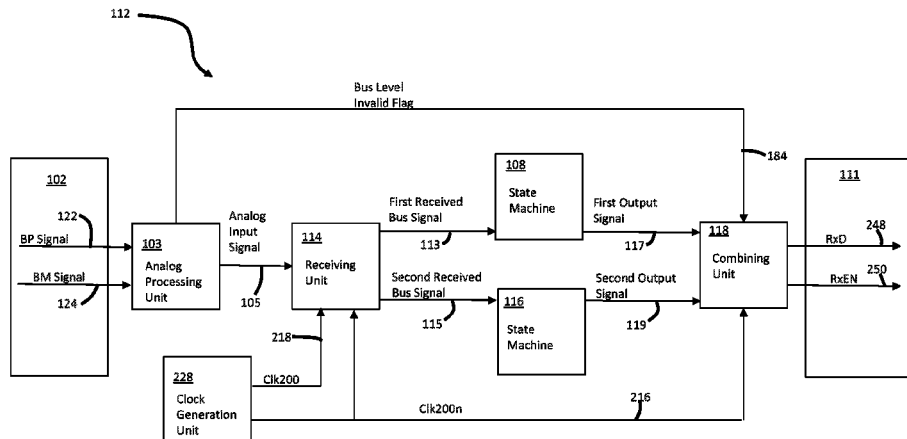 112
Bus Level
Invalid Flag
184
102
122
BP Signal
BM Signal
124
103
Analog
Processing
Unit
Analog
Input
Signal
105
114
Receiving
Unit
218
First Received
Bus Signal
113
Second Received
Bus Signal
115
108
State
Machine
116
State
Machine
First Output
Signal
117
Second Output
Signal
119
118
Combining
Unit
111
RxD
248
RxEN
250
228
Clock
Generation
Unit
Clk200
Clk200n
216